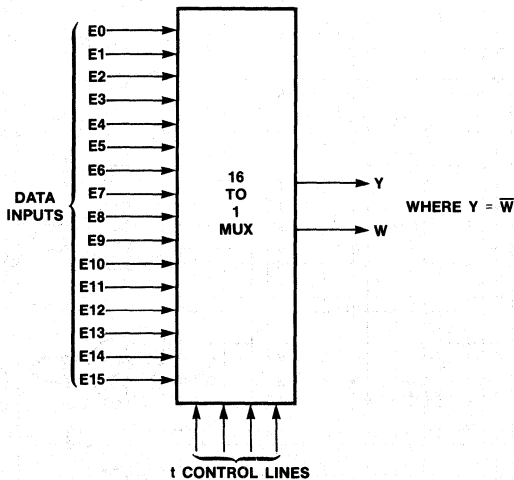 E0
E1
E2
E3
E4
E5
E6
E7
E8
E9
E10
E11
E12
E13
E14
E15
DATA
INPUTS
16
TO
1
MUX
Y
W
WHERE Y = W̅
t CONTROL LINES